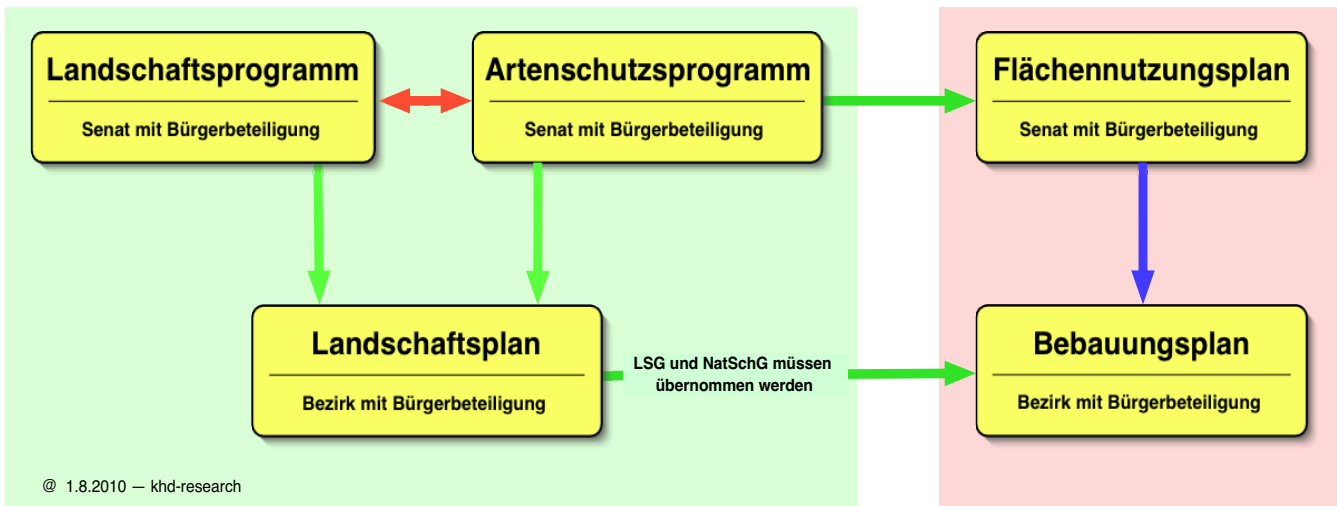 Landschaftsprogramm
Senat mit Bürgerbeteiligung
Artenschutzsprogramm
Senat mit Bürgerbeteiligung
Flächennutzungsplan
Senat mit Bürgerbeteiligung
Landschaftsplan
Bezirk mit Bürgerbeteiligung
LSG und NatSchG müssen
übernommen werden
Bebauungsplan
Bezirk mit Bürgerbeteiligung
@ 1.8.2010 — khd-research